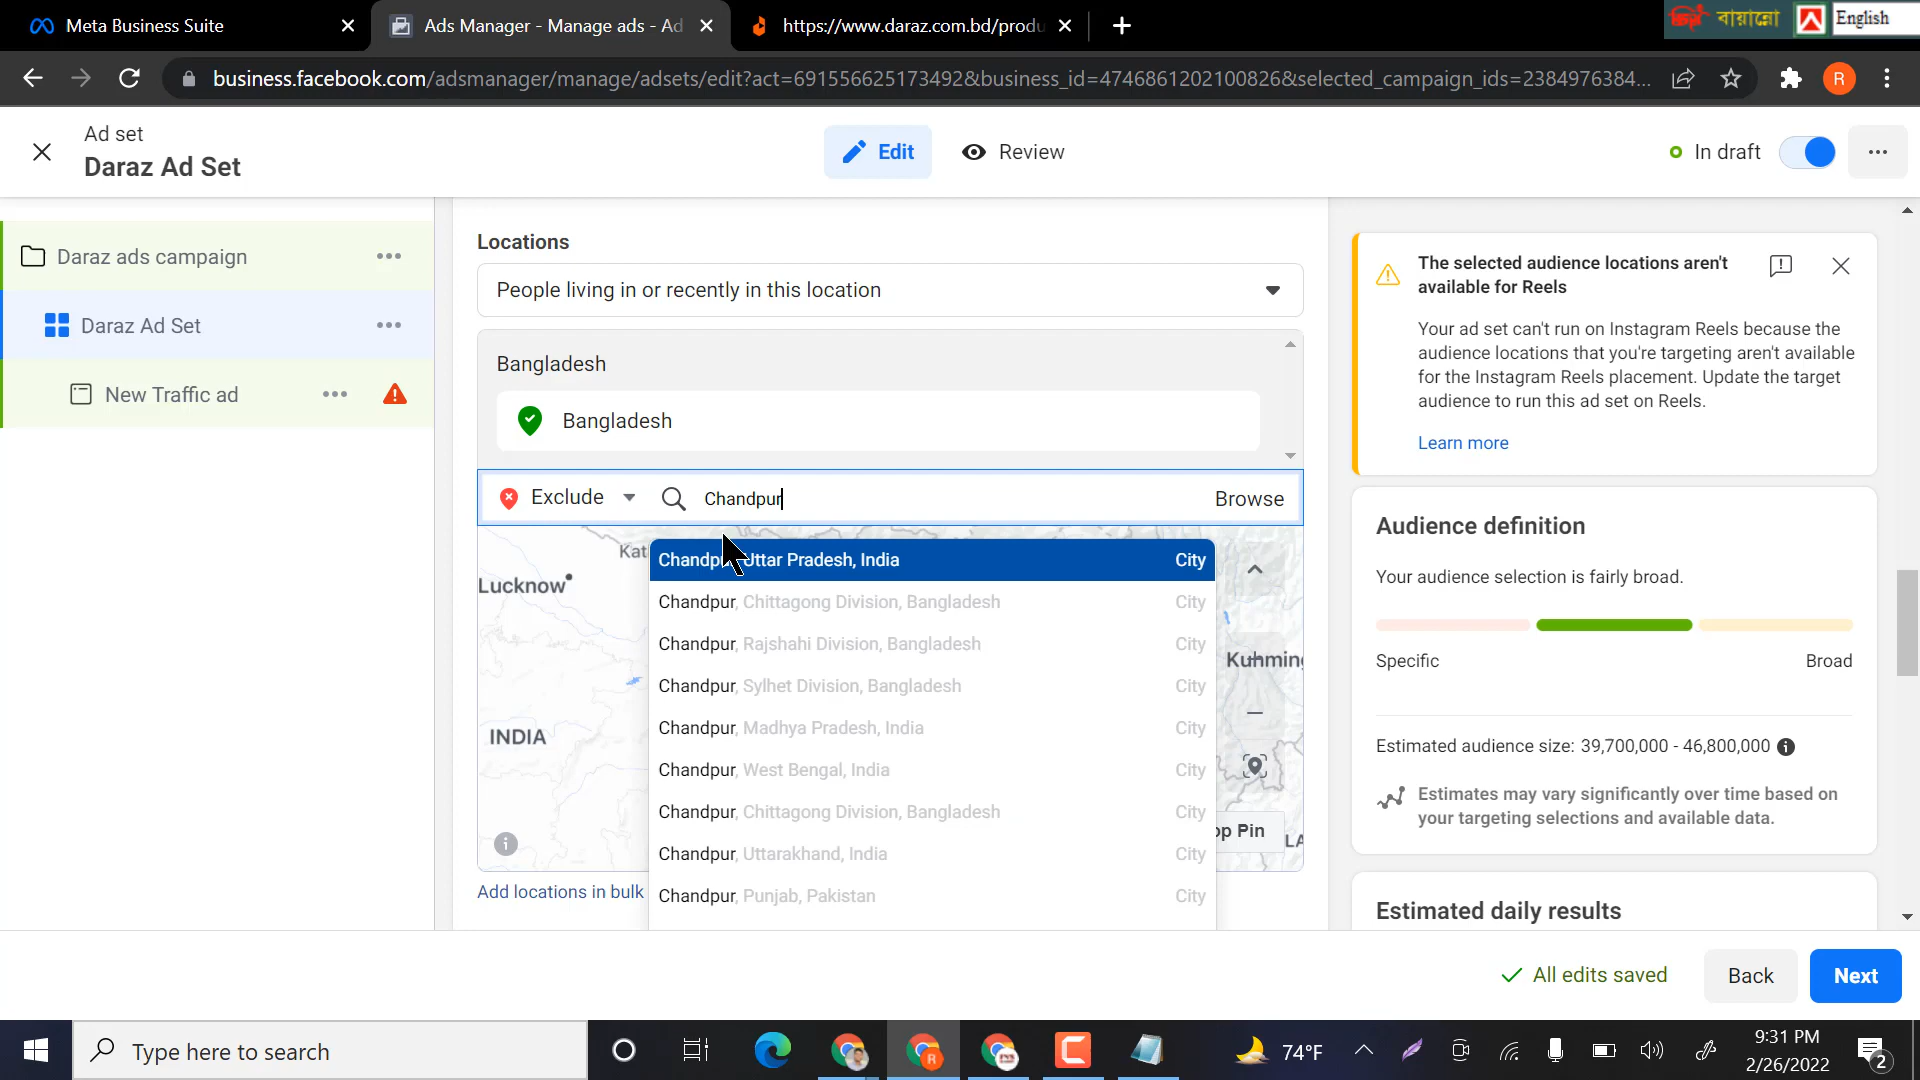 Meta Business Suite
Ads Manager - Manage ads - Ad
https://www.daraz.com.bd/produ
বায়ান্নো
English
business.facebook.com/adsmanager/manage/adsets/edit?act=691556625173492&business_id=474686120210082​6&selected_campaign_ids=2384976384...
R
Ad set
Daraz Ad Set
Edit
Review
In draft
Daraz ads campaign
Daraz Ad Set
New Traffic ad
Locations
People living in or recently in this location
Bangladesh
Bangladesh
Exclude
Chandpur
Browse
Lucknow
Kat
INDIA
Kunming
op Pin
LA
Chandpur, Uttar Pradesh, India City
Chandpur, Chittagong Division, Bangladesh City
Chandpur, Rajshahi Division, Bangladesh City
Chandpur, Sylhet Division, Bangladesh City
Chandpur, Madhya Pradesh, India City
Chandpur, West Bengal, India City
Chandpur, Chittagong Division, Bangladesh City
Chandpur, Uttarakhand, India City
Chandpur, Punjab, Pakistan City
Add locations in bulk
The selected audience locations aren't
available for Reels
Your ad set can't run on Instagram Reels because the
audience locations that you're targeting aren't available
for the Instagram Reels placement. Update the target
audience to run this ad set on Reels.
Learn more
Audience definition
Your audience selection is fairly broad.
Specific
Broad
Estimated audience size: 39,700,000 - 46,800,000
Estimates may vary significantly over time based on
your targeting selections and available data.
Estimated daily results
All edits saved
Back
Next
Type here to search
74°F
9:31 PM
2/26/2022
2